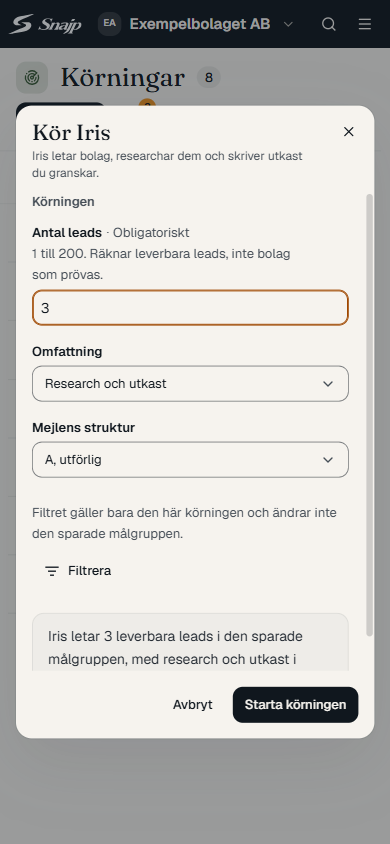 Snajp
EA
Exempelbolaget AB
Körningar
8
Kör Iris
Iris letar bolag, researchar dem och skriver utkast
du granskar.
Körningen
Antal leads · Obligatoriskt
1 till 200. Räknar leverbara leads, inte bolag
som prövas.
3
Omfattning
Research och utkast
Mejlens struktur
A, utförlig
Filtret gäller bara den här körningen och ändrar inte
den sparade målgruppen.
Filtrera
Iris letar 3 leverbara leads i den sparade
målgruppen, med research och utkast i
Avbryt
Starta körningen